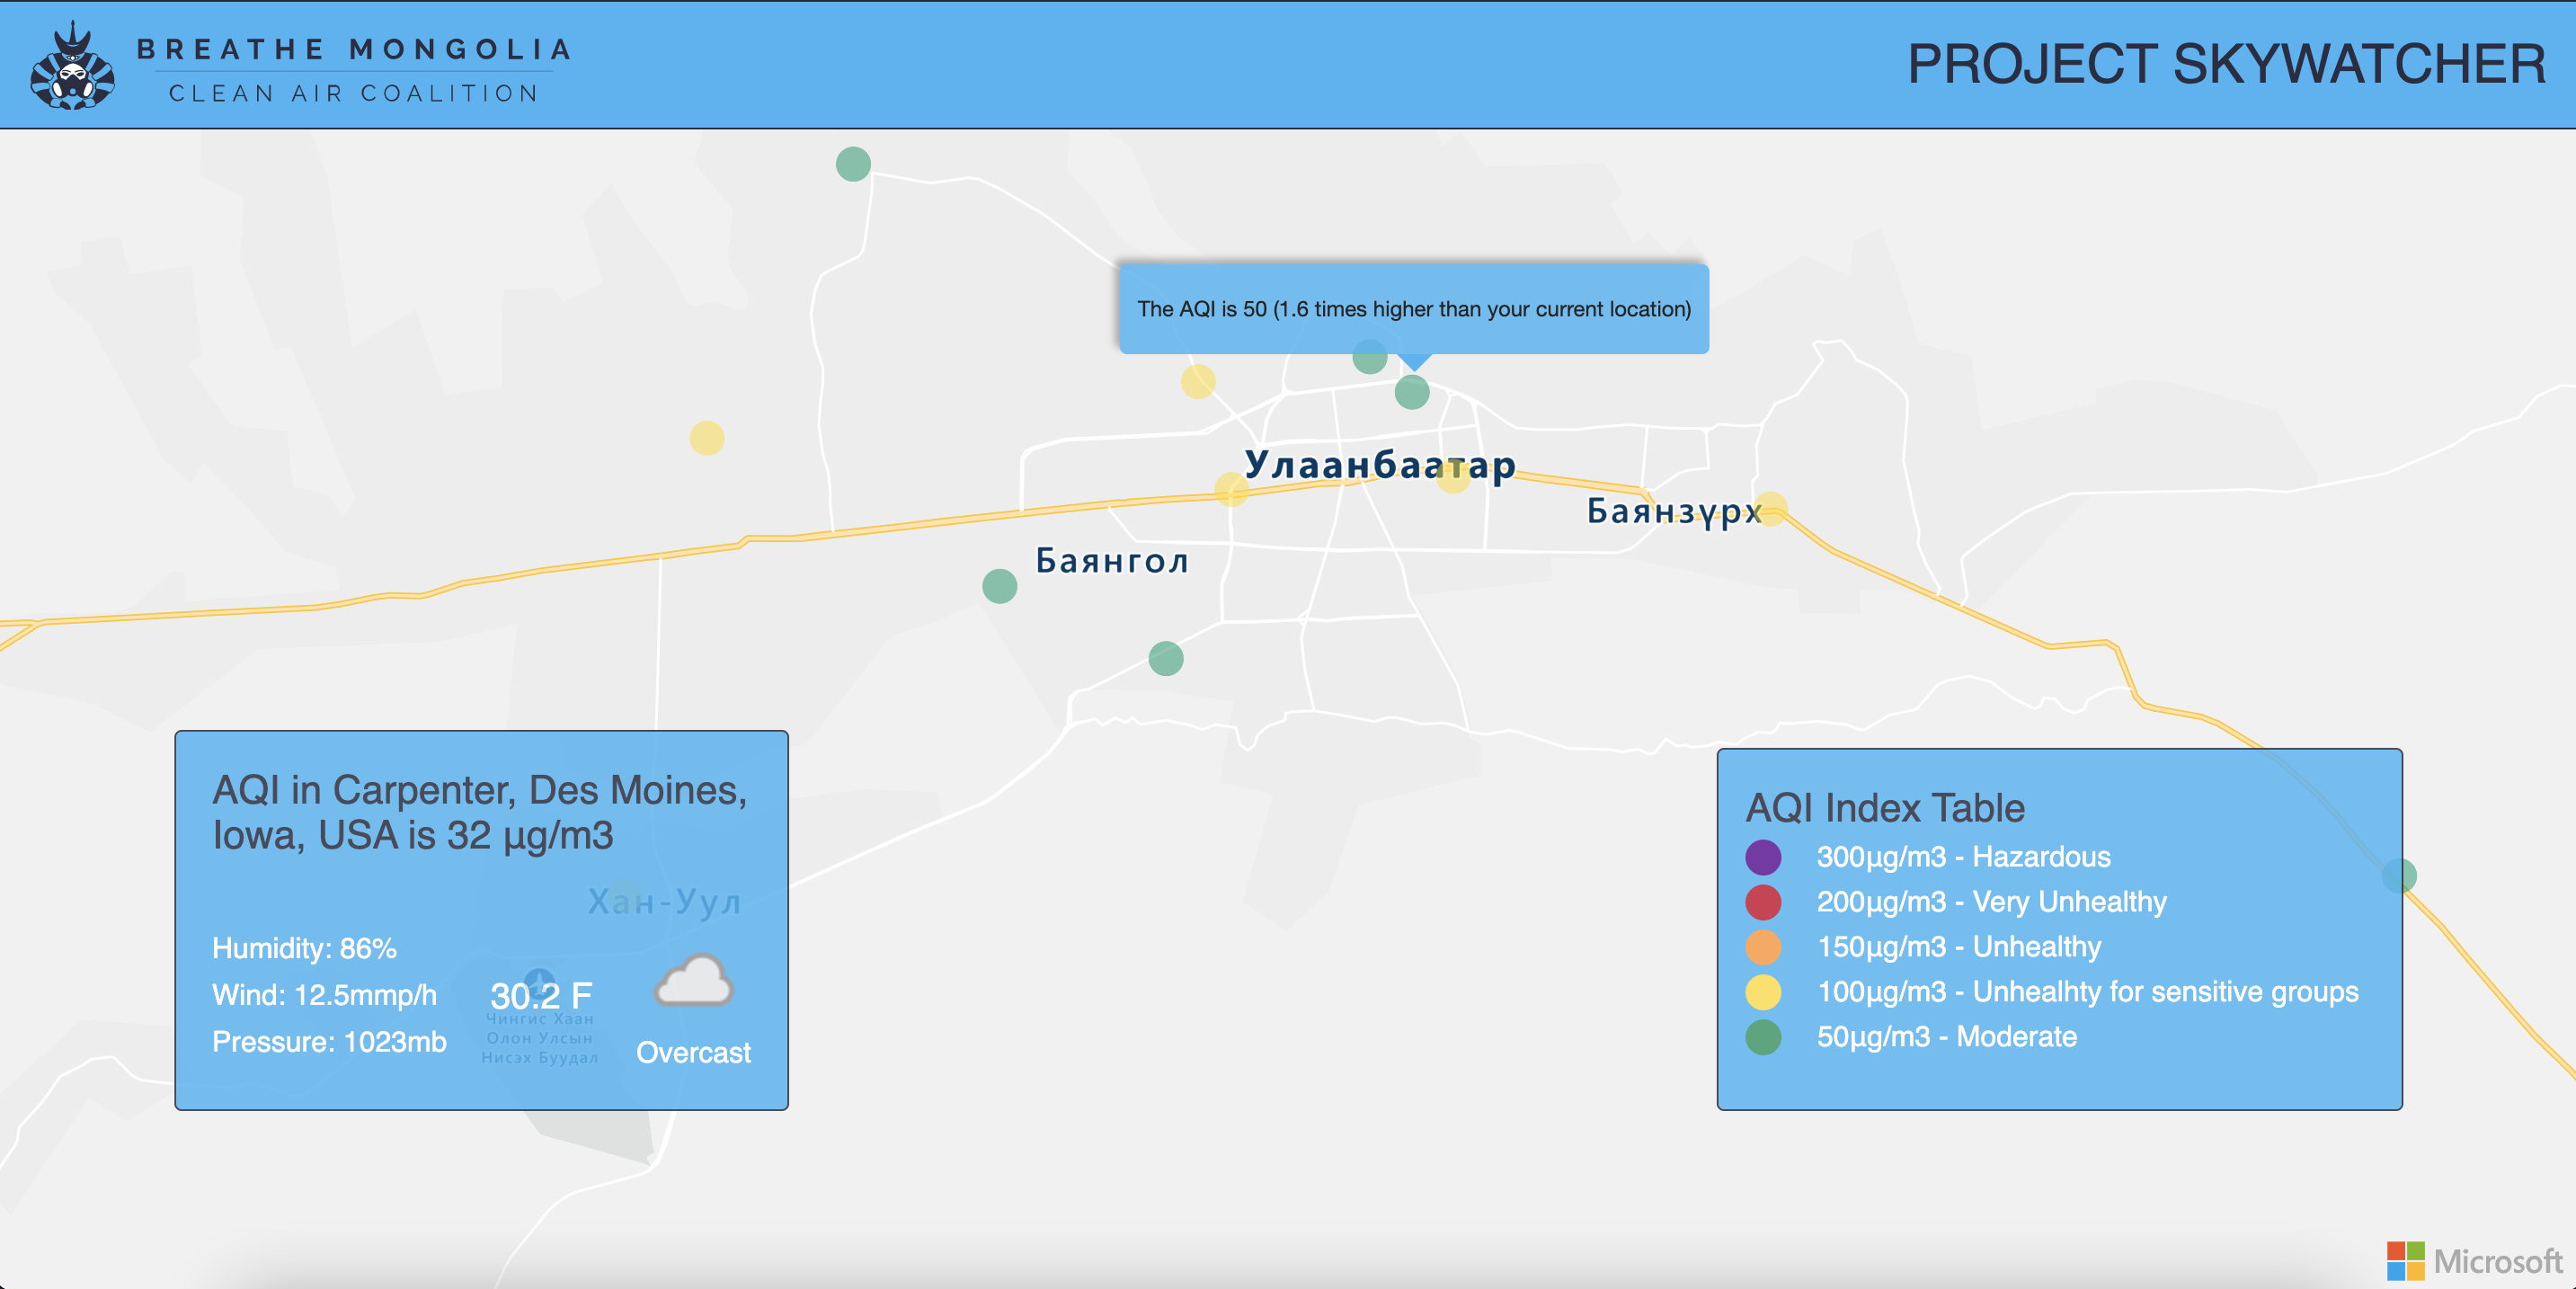 BREATHE MONGOLIA
CLEAN AIR COALITION
PROJECT SKYWATCHER
The AQI is 50 (1.6 times higher than your current location)
Улаанбаатар
Баянзүрх
Баянгол
AQI in Carpenter, Des Moines,
Iowa, USA is 32 µg/m3
Хан-Уул
Humidity: 86%
Wind: 12.5mmp/h
Pressure: 1023mb
30.2 F
Чингис Хаан
Олон Улсын
Нисэх Буудал
Overcast
AQI Index Table
300µg/m3 - Hazardous
200µg/m3 - Very Unhealthy
150µg/m3 - Unhealthy
100µg/m3 - Unhealhty for sensitive groups
50µg/m3 - Moderate
Microsoft